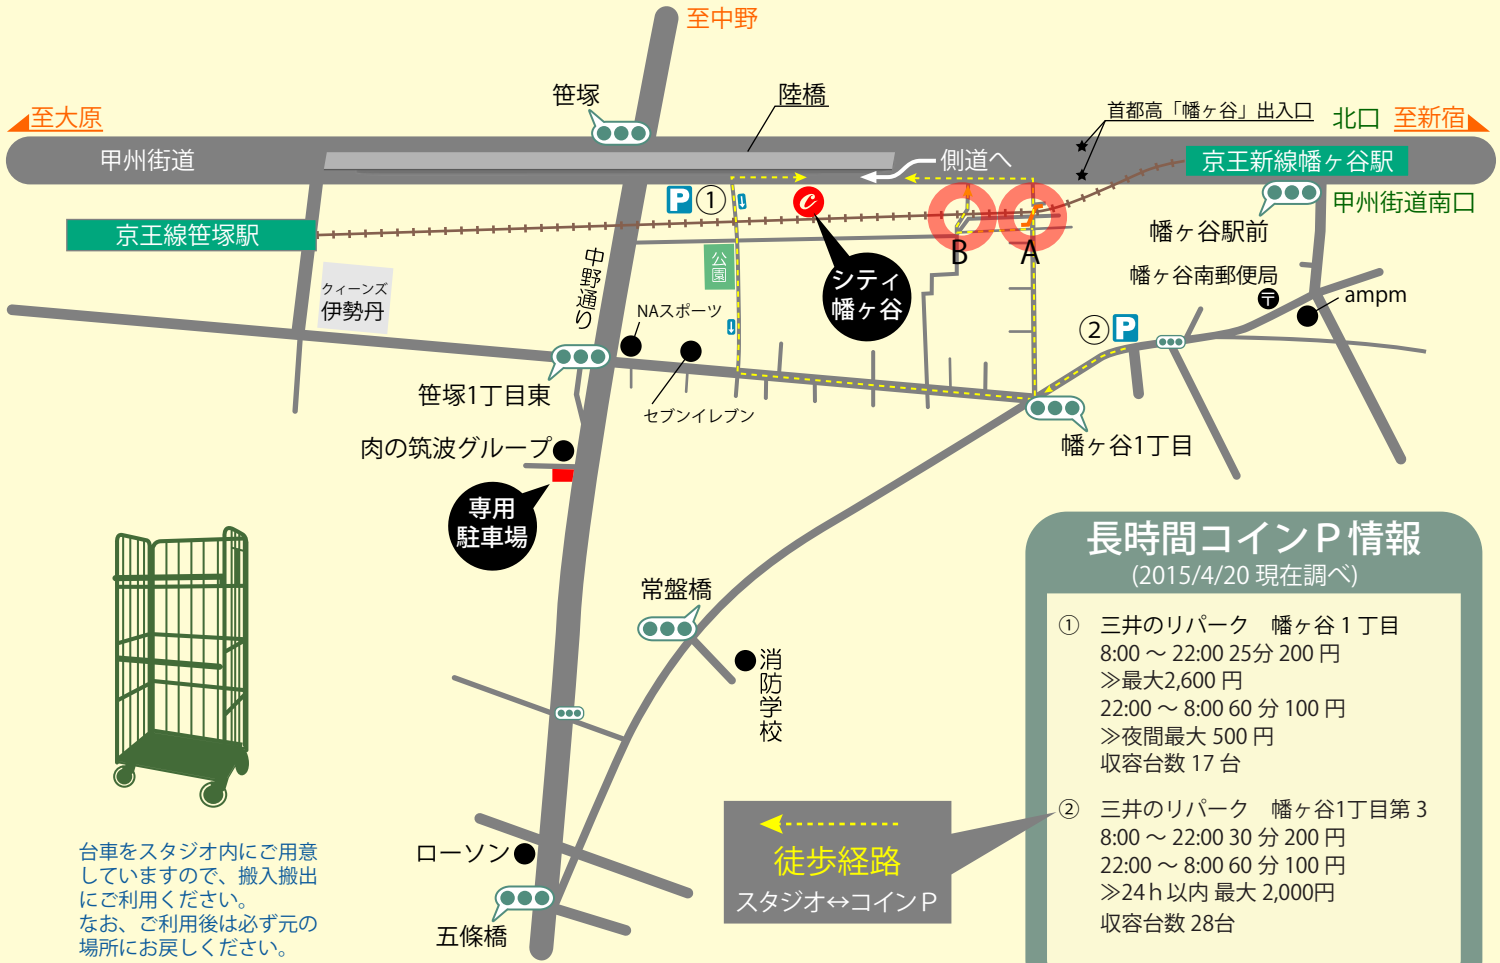 至中野
至大原
笹塚
陸橋
首都高「幡ヶ谷」出入口
北口
至新宿
甲州街道
側道へ
京王新線幡ヶ谷駅
P
①
c
甲州街道南口
京王線笹塚駅
幡ヶ谷駅前
B
A
公園
中野通り
シティ
幡ヶ谷
幡ヶ谷南郵便局
〒
ampm
クィーンズ
伊勢丹
NAスポーツ
②
P
笹塚1丁目東
セブンイレブン
幡ヶ谷1丁目
肉の筑波グループ
専用
駐車場
常盤橋
消防学校
ローソン
五條橋
台車をスタジオ内にご用意
していますので、搬入搬出
にご利用ください。
なお、ご利用後は必ず元の
場所にお戻しください。
徒歩経路
スタジオ↔コインP
長時間コインP情報
(2015/4/20 現在調べ)
① 三井のリパーク　幡ヶ谷 1 丁目
8:00 ～ 22:00 25分 200 円
≫最大2,600 円
22:00 ～ 8:00 60 分 100 円
≫夜間最大 500 円
収容台数 17 台
② 三井のリパーク　幡ヶ谷1丁目第 3
8:00 ～ 22:00 30 分 200 円
22:00 ～ 8:00 60 分 100 円
≫24ｈ以内 最大 2,000円
収容台数 28台